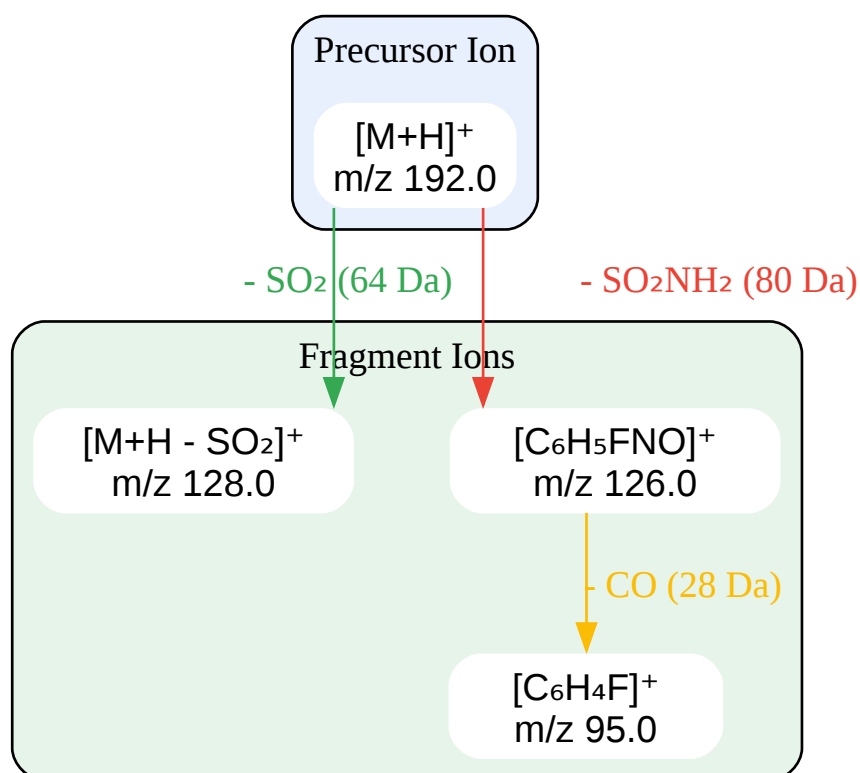 Precursor Ion
[M+H]⁺
m/z 192.0
- SO₂ (64 Da)
- SO₂NH₂ (80 Da)
Fragment Ions
[M+H - SO₂]⁺
m/z 128.0
[C₆H₅FNO]⁺
m/z 126.0
- CO (28 Da)
[C₆H₄F]⁺
m/z 95.0